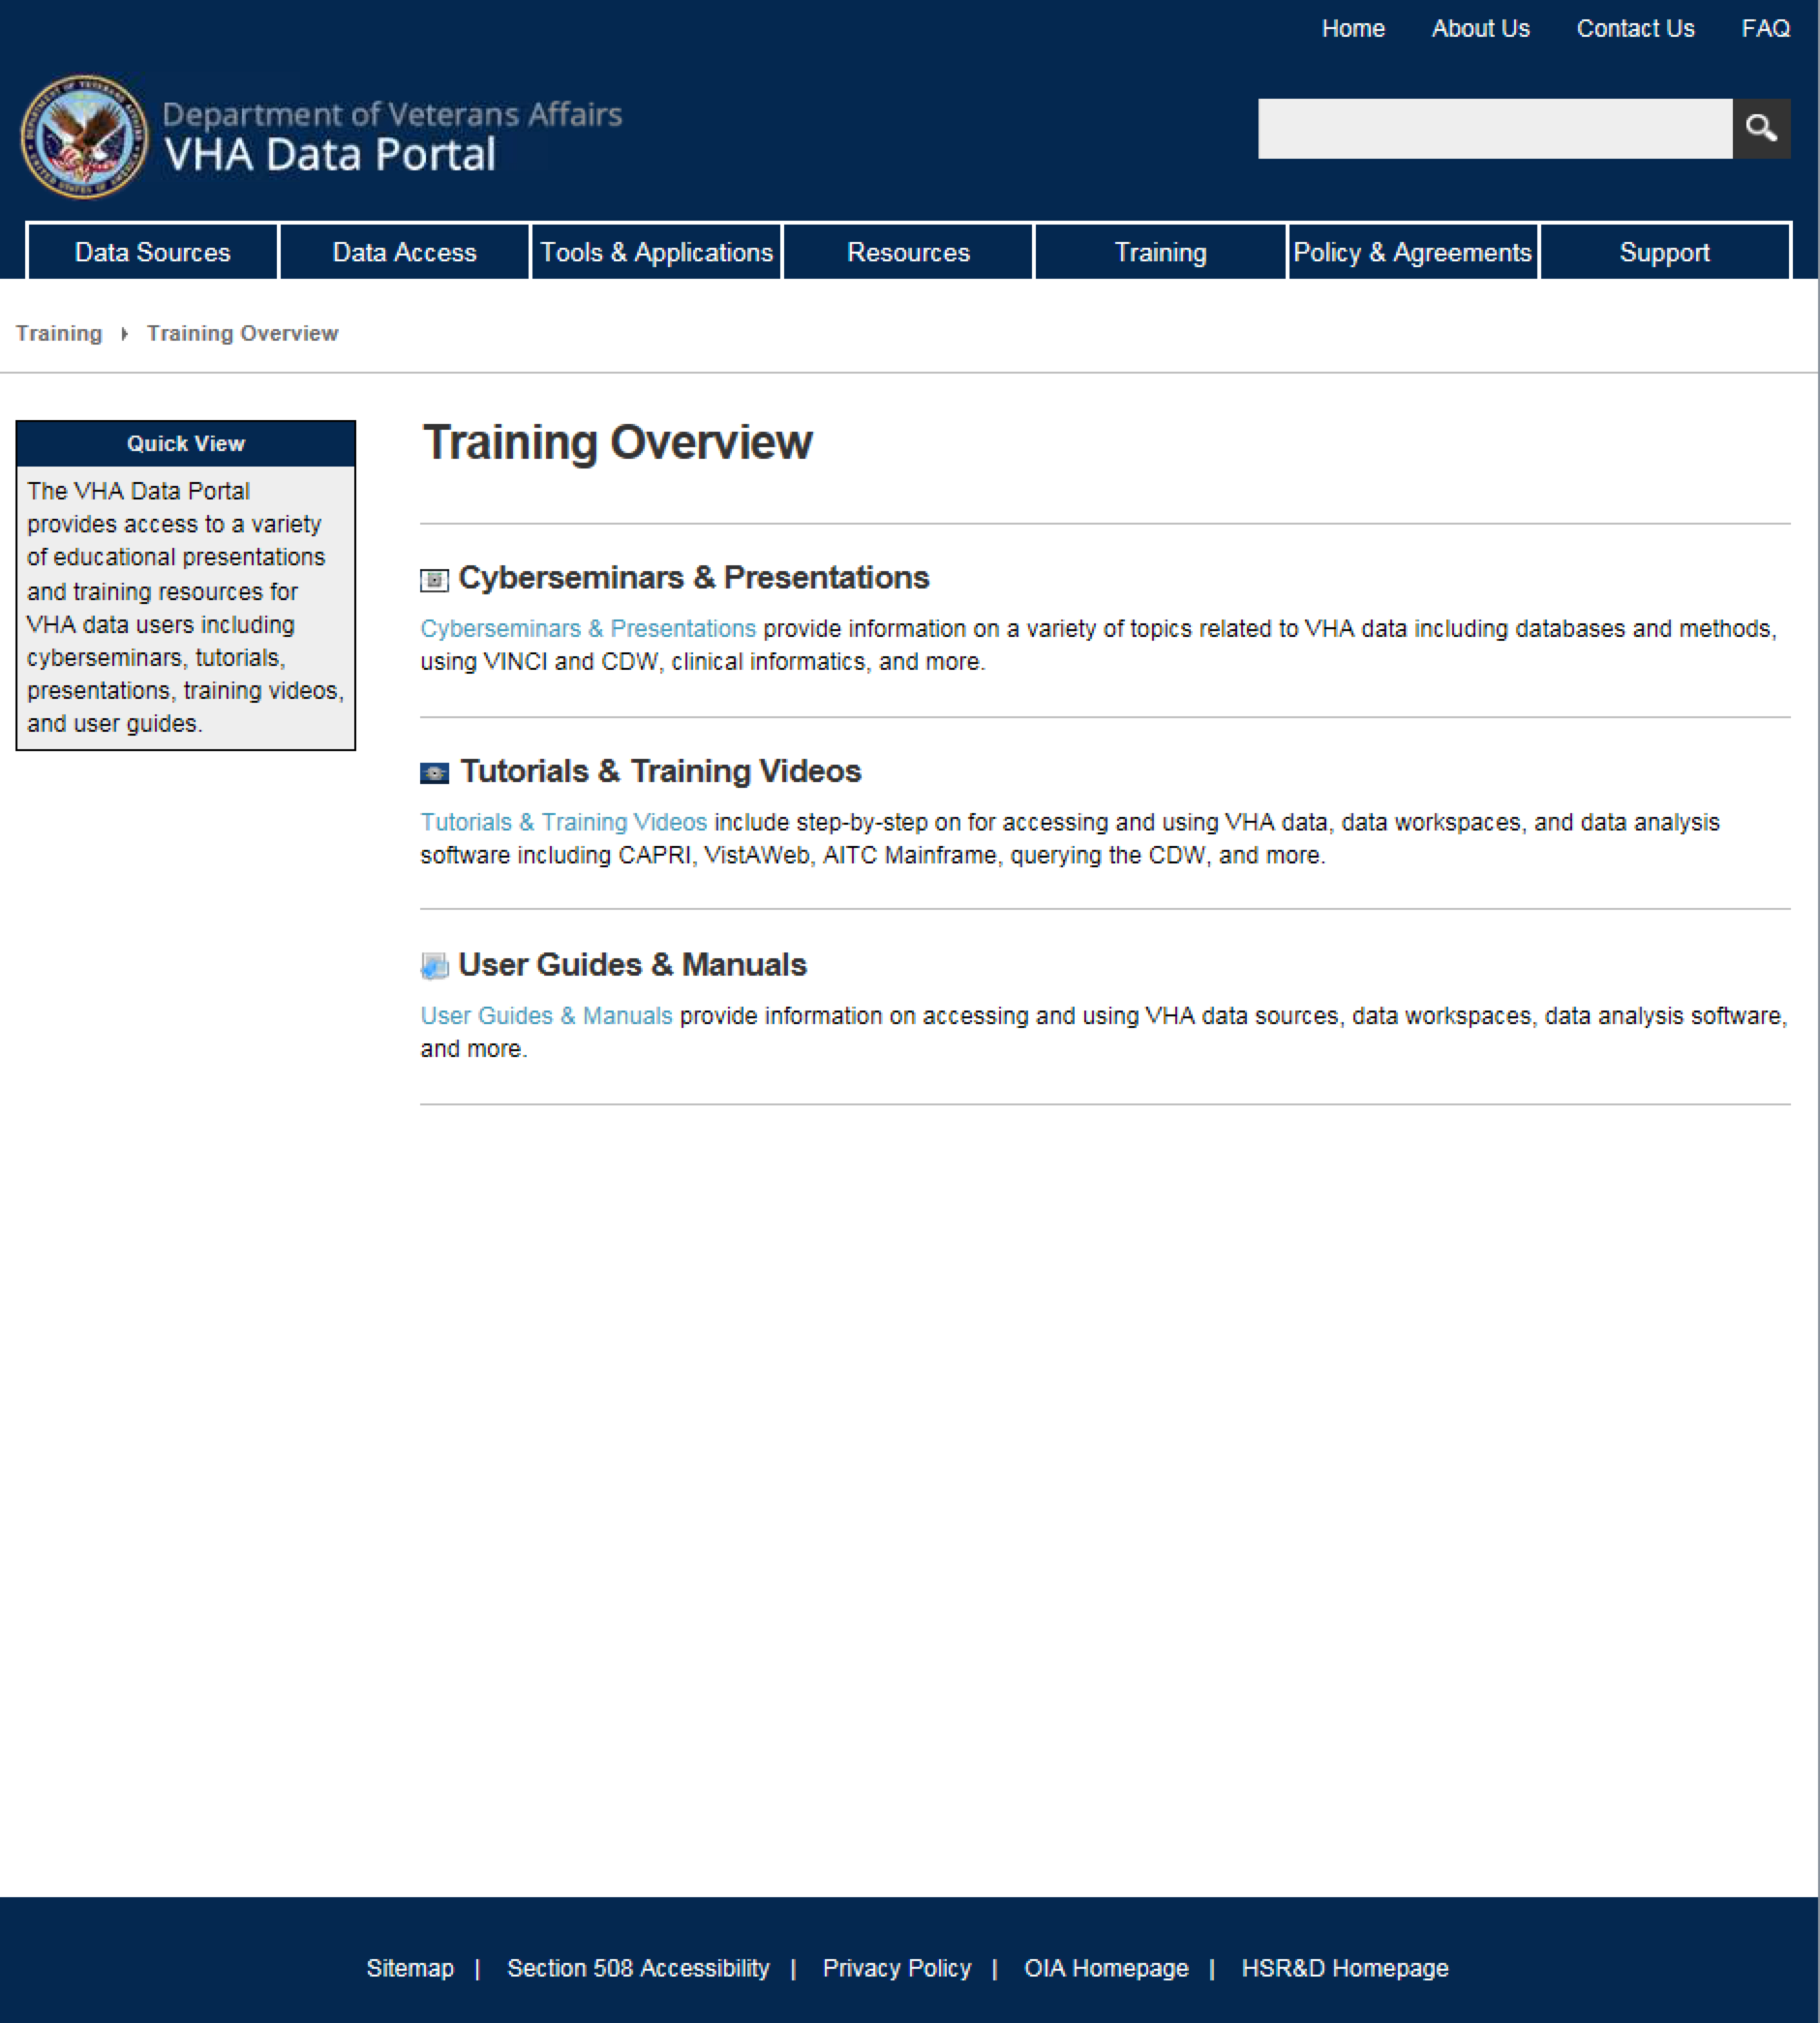 Home About Us Contact Us FAQ
Department of Veterans Affairs
VHA Data Portal
Data Sources Data Access Tools & Applications Resources Training Policy & Agreements Support
Training Training Overview
Quick View
The VHA Data Portal
provides access to a variety
of educational presentations
and training resources for
VHA data users including
cyberseminars, tutorials,
presentations, training videos,
and user guides.
Training Overview
Cyberseminars & Presentations
Cyberseminars & Presentations provide information on a variety of topics related to VHA data including databases and methods,
using VINCI and CDW, clinical informatics, and more.
Tutorials & Training Videos
Tutorials & Training Videos include step-by-step on for accessing and using VHA data, data workspaces, and data analysis
software including CAPRI, VistAWeb, AITC Mainframe, querying the CDW, and more.
User Guides & Manuals
User Guides & Manuals provide information on accessing and using VHA data sources, data workspaces, data analysis software,
and more.
Sitemap | Section 508 Accessibility | Privacy Policy | OIA Homepage | HSR&D Homepage